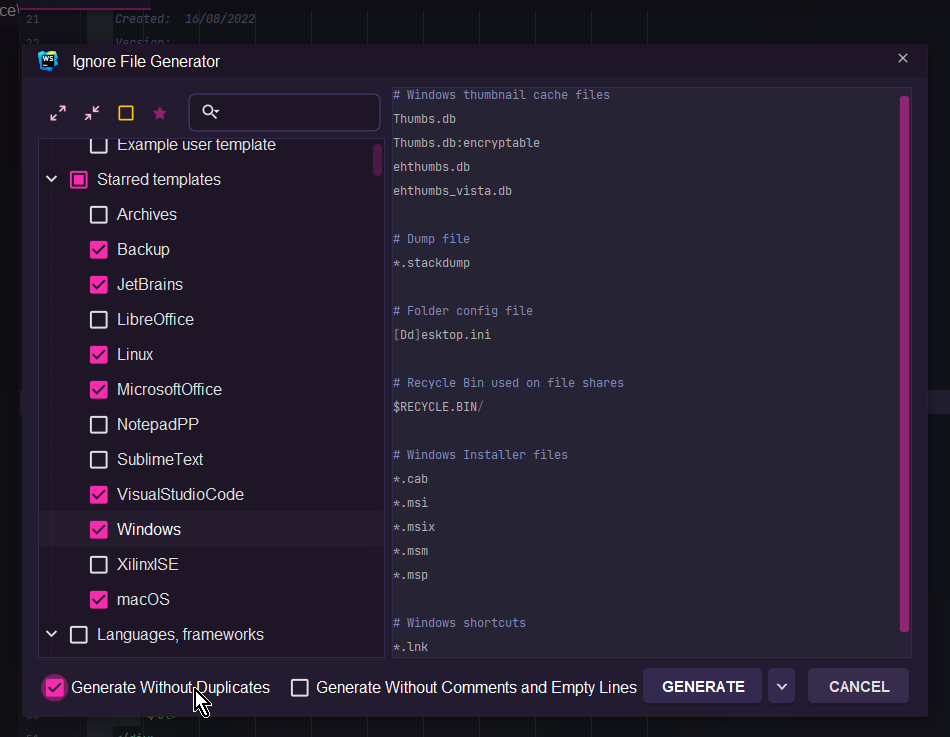 21
Created: 16/08/2022
22
Version:
WS
Ignore File Generator
Example user template
Starred templates
Archives
Backup
JetBrains
LibreOffice
Linux
MicrosoftOffice
NotepadPP
SublimeText
VisualStudioCode
Windows
XilinxISE
macOS
Languages, frameworks
# Windows thumbnail cache files
Thumbs.db
Thumbs.db:encryptable
ehthumbs.db
ehthumbs_vista.db
# Dump file
*.stackdump
# Folder config file
[Dd]esktop.ini
# Recycle Bin used on file shares
$RECYCLE.BIN/
# Windows Installer files
*.cab
*.msi
*.msix
*.msm
*.msp
# Windows shortcuts
*.lnk
Generate Without Duplicates
Generate Without Comments and Empty Lines
GENERATE
CANCEL